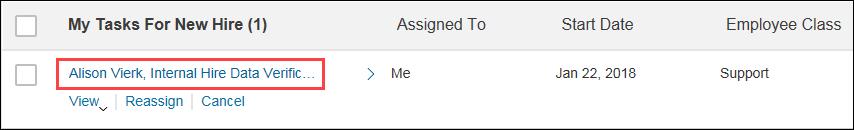 My Tasks For New Hire (1) Assigned To Start Date Employee Class
Alison Vierk, Internal Hire Data Verific... Me Jan 22, 2018 Support
View Reassign Cancel